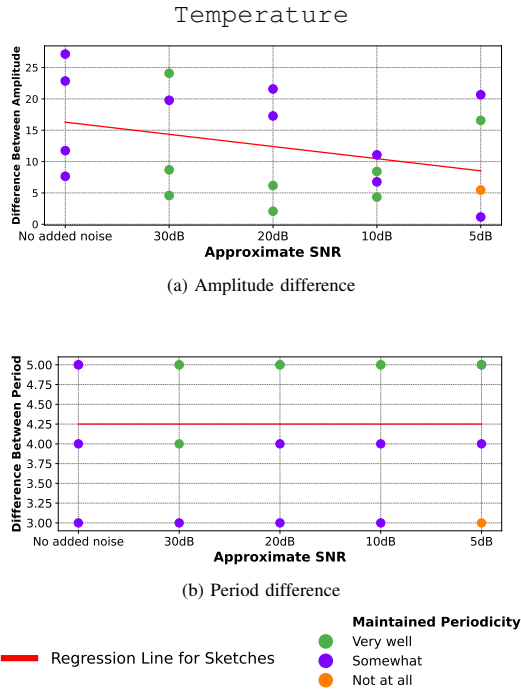 Temperature
Difference Between Amplitude
25
20
15
10
5
0
No added noise 30dB 20dB 10dB 5dB
Approximate SNR
(a) Amplitude difference
Difference Between Period
5.00
4.75
4.50
4.25
4.00
3.75
3.50
3.25
3.00
No added noise 30dB 20dB 10dB 5dB
Approximate SNR
(b) Period difference
Regression Line for Sketches
Maintained Periodicity
Very well
Somewhat
Not at all